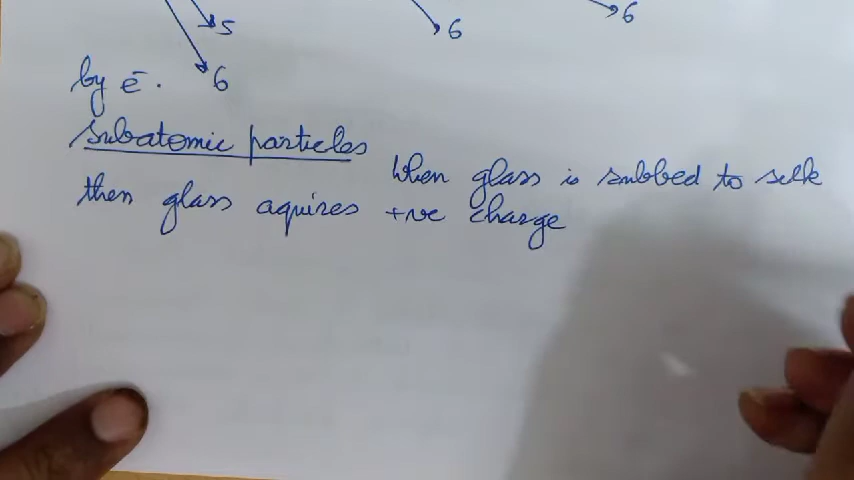 5
6
6
6
by e̅.
subatomic particles when glass is rubbed to silk
then glass aquires +ve charge